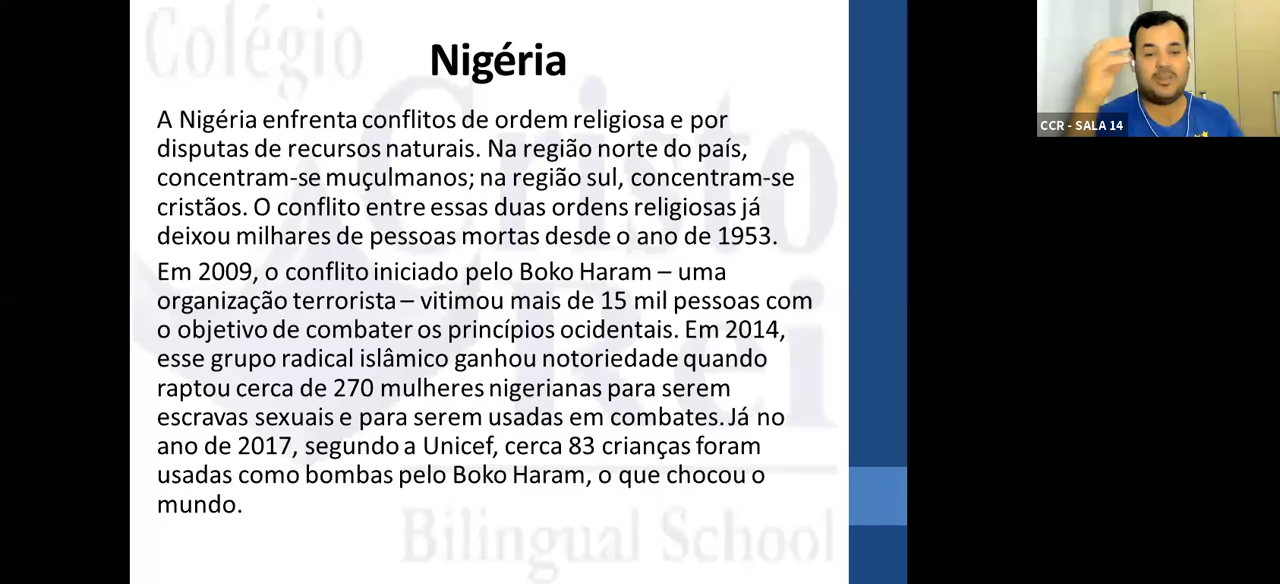 Colégio
Cristo
Rei
Bilingual School
Nigéria
A Nigéria enfrenta conflitos de ordem religiosa e por
disputas de recursos naturais. Na região norte do país,
concentram-se muçulmanos; na região sul, concentram-se
cristãos. O conflito entre essas duas ordens religiosas já
deixou milhares de pessoas mortas desde o ano de 1953.
Em 2009, o conflito iniciado pelo Boko Haram – uma
organização terrorista – vitimou mais de 15 mil pessoas com
o objetivo de combater os princípios ocidentais. Em 2014,
esse grupo radical islâmico ganhou notoriedade quando
raptou cerca de 270 mulheres nigerianas para serem
escravas sexuais e para serem usadas em combates. Já no
ano de 2017, segundo a Unicef, cerca 83 crianças foram
usadas como bombas pelo Boko Haram, o que chocou o
mundo.
CCR - SALA 14